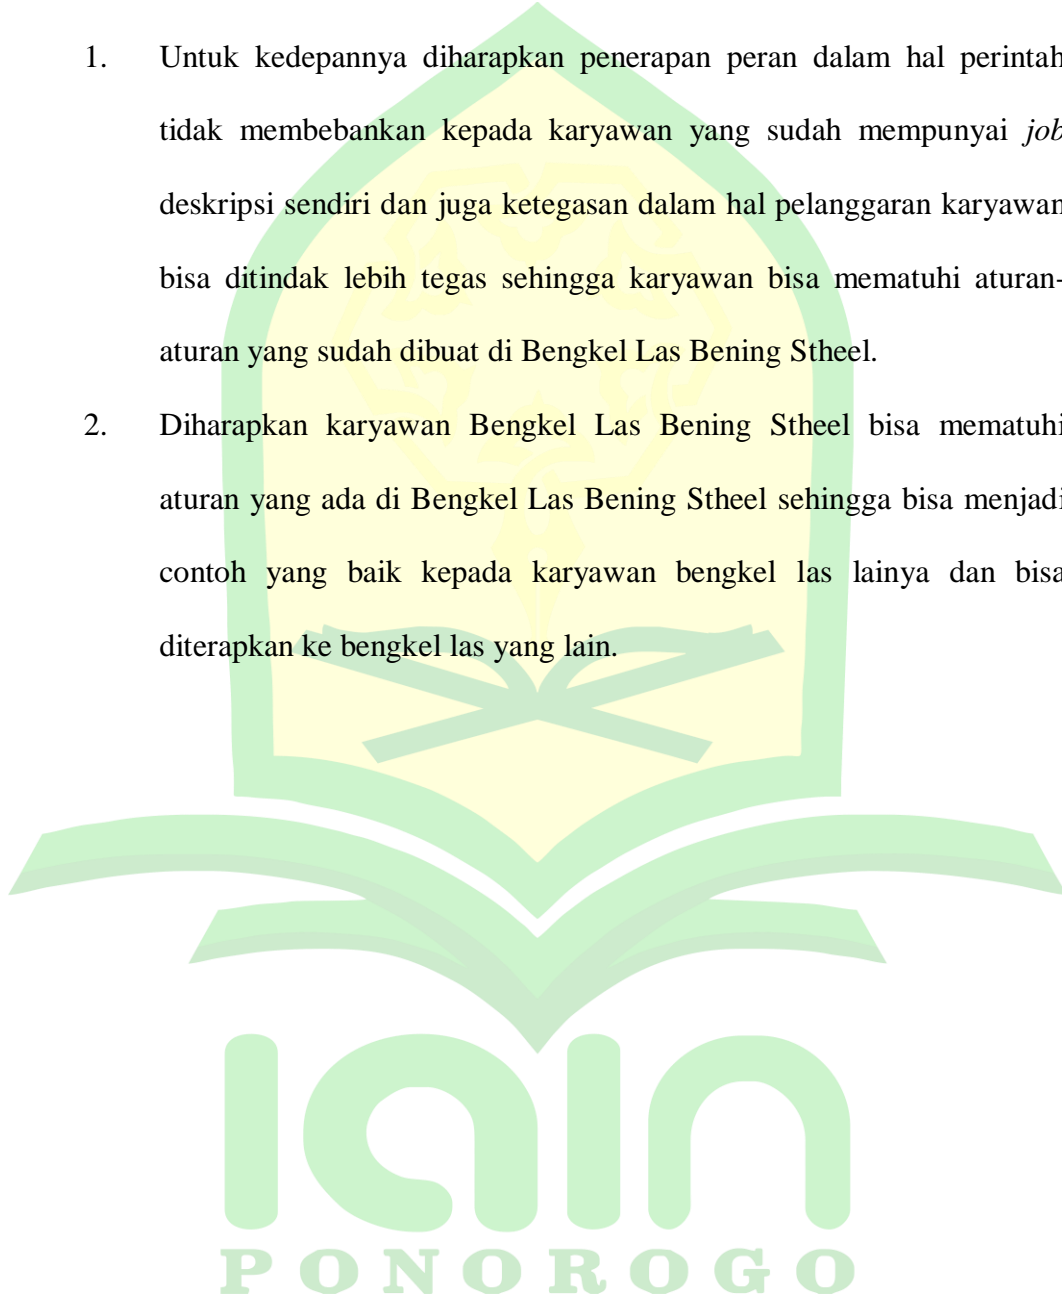 1. Untuk kedepannya diharapkan penerapan peran dalam hal perintah
tidak membebankan kepada karyawan yang sudah mempunyai job
deskripsi sendiri dan juga ketegasan dalam hal pelanggaran karyawan
bisa ditindak lebih tegas sehingga karyawan bisa mematuhi aturan-
aturan yang sudah dibuat di Bengkel Las Bening Stheel.
2. Diharapkan karyawan Bengkel Las Bening Stheel bisa mematuhi
aturan yang ada di Bengkel Las Bening Stheel sehingga bisa menjadi
contoh yang baik kepada karyawan bengkel las lainya dan bisa
diterapkan ke bengkel las yang lain.
iain
PONOROGO